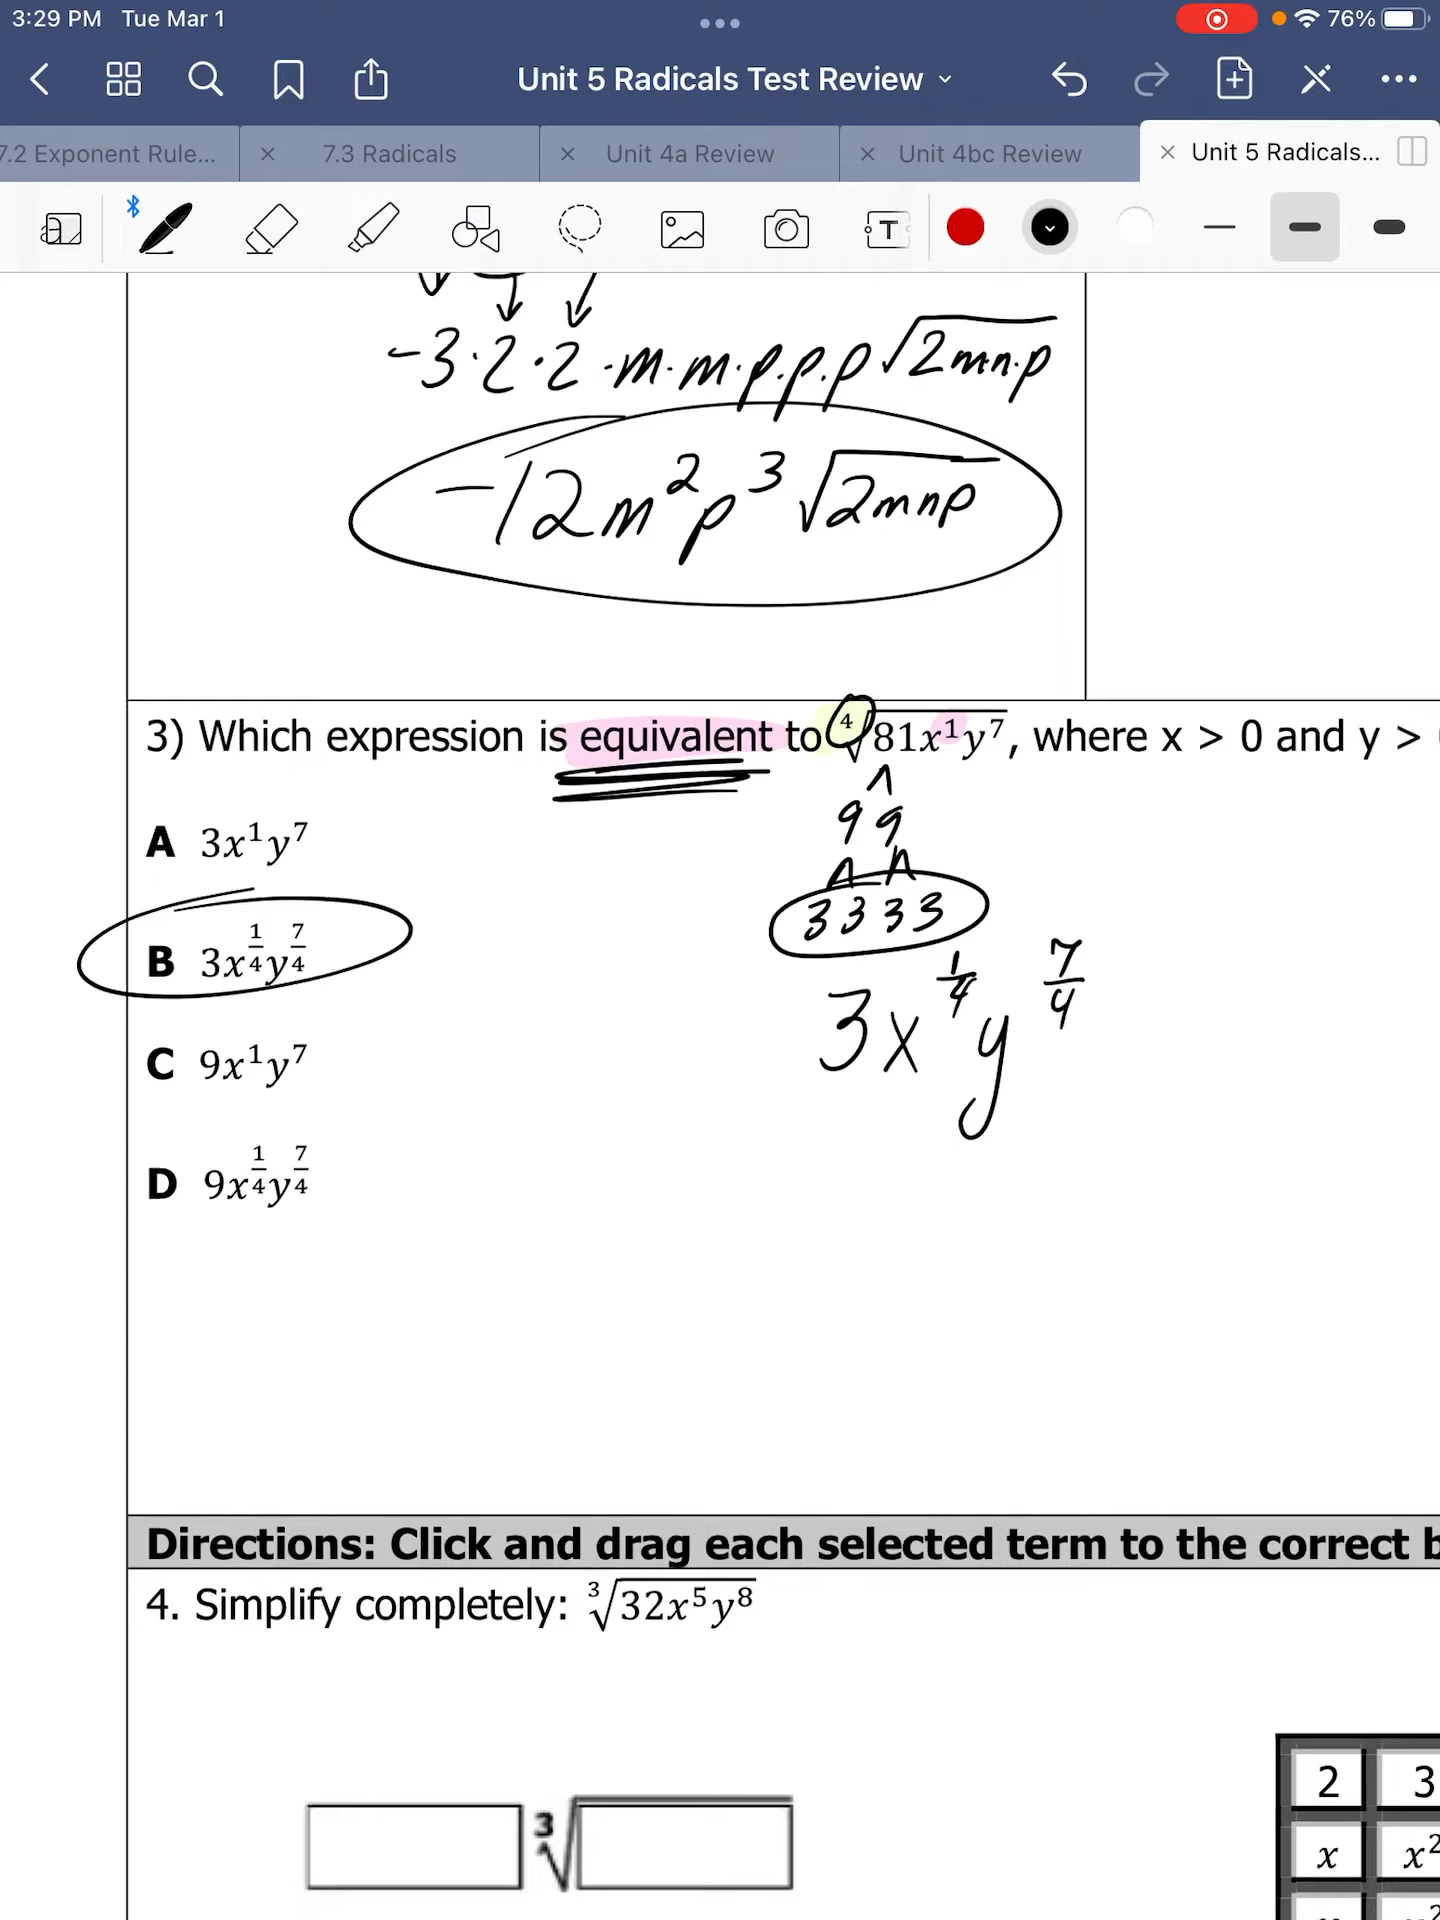 3:29 PM Tue Mar 1
76%
Unit 5 Radicals Test Review
7.2 Exponent Rule... × 7.3 Radicals × Unit 4a Review × Unit 4bc Review × Unit 5 Radicals...
T
-3·2·2·m·m·p·p·p√2m·n·p
-12m²p³√2mnp
3) Which expression is equivalent to ⁴√81x¹y⁷, where x > 0 and y >
9 9
A 3x¹y⁷
3 3 3 3
B 3x^(1/4)y^(7/4)
3x^(1/4)y^(7/4)
C 9x¹y⁷
D 9x^(1/4)y^(7/4)
Directions: Click and drag each selected term to the correct b
4. Simplify completely: ³√32x⁵y⁸
2 3
3√
x x²